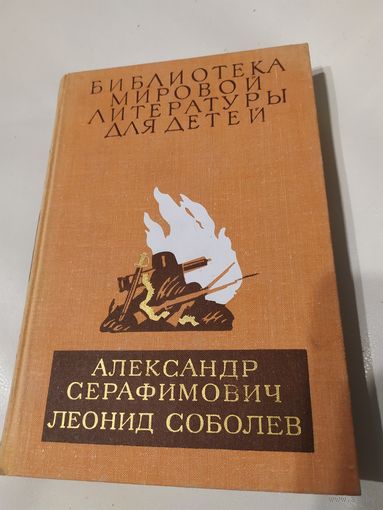 БИБЛИОТЕКА
МИРОВОЙ
ЛИТЕРАТУРЫ
ДЛЯ ДЕТЕЙ
АЛЕКСАНДР
СЕРАФИМОВИЧ
ЛЕОНИД СОБОЛЕВ